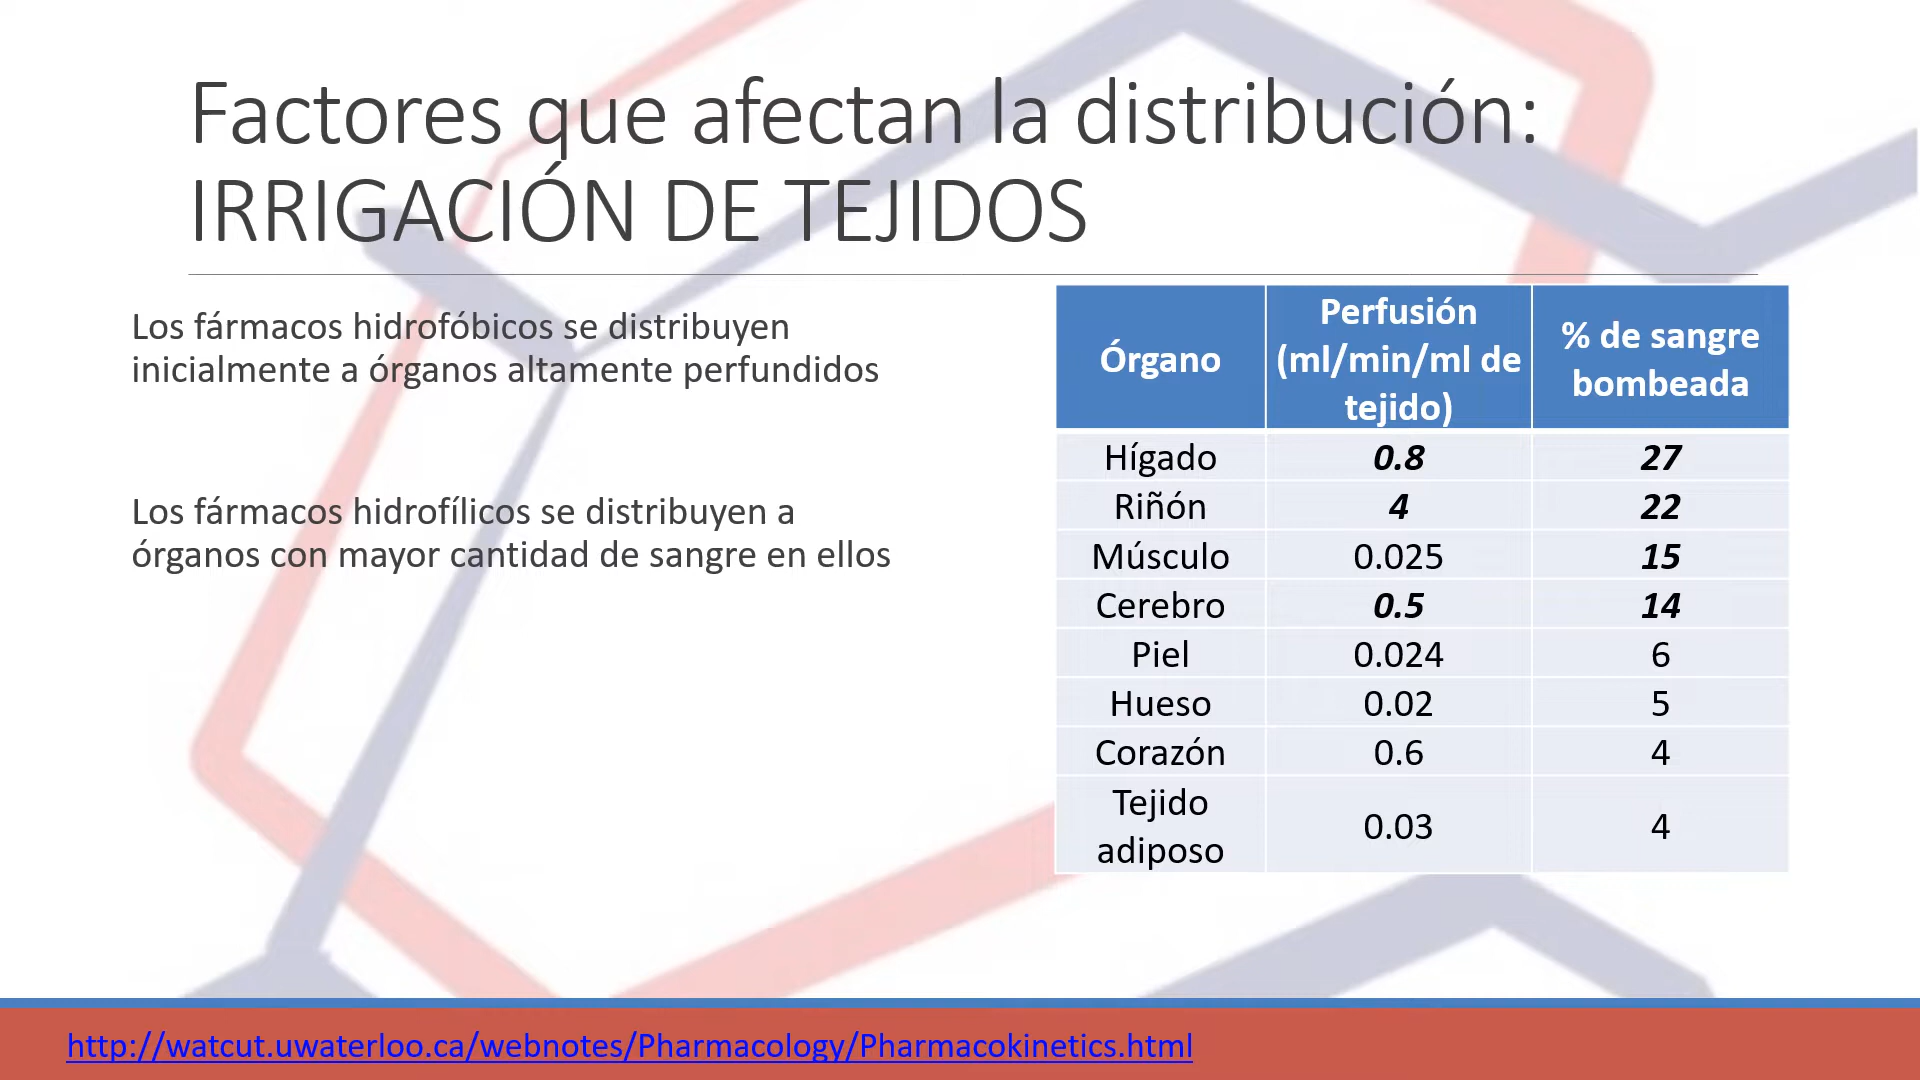 Factores que afectan la distribución:
IRRIGACIÓN DE TEJIDOS
Los fármacos hidrofóbicos se distribuyen
inicialmente a órganos altamente perfundidos
Los fármacos hidrofílicos se distribuyen a
órganos con mayor cantidad de sangre en ellos
Órgano Perfusión (ml/min/ml de tejido) % de sangre bombeada
Hígado 0.8 27
Riñón 4 22
Músculo 0.025 15
Cerebro 0.5 14
Piel 0.024 6
Hueso 0.02 5
Corazón 0.6 4
Tejido adiposo 0.03 4
http://watcut.uwaterloo.ca/webnotes/Pharmacology/Pharmacokinetics.html